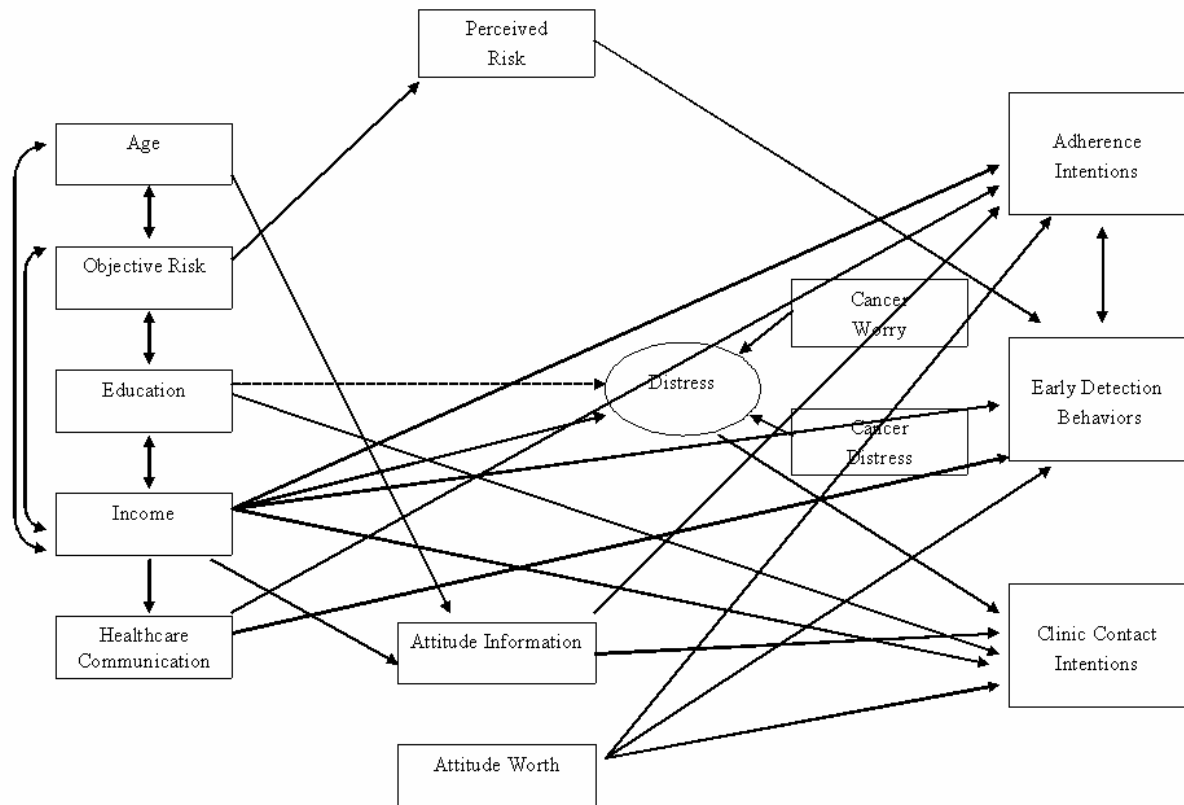 Perceived
Risk
Age
Adherence
Intentions
Objective Risk
Cancer
Worry
Education
Distress
Early Detection
Behaviors
Cancer
Distress
Income
Healthcare
Communication
Attitude Information
Clinic Contact
Intentions
Attitude Worth